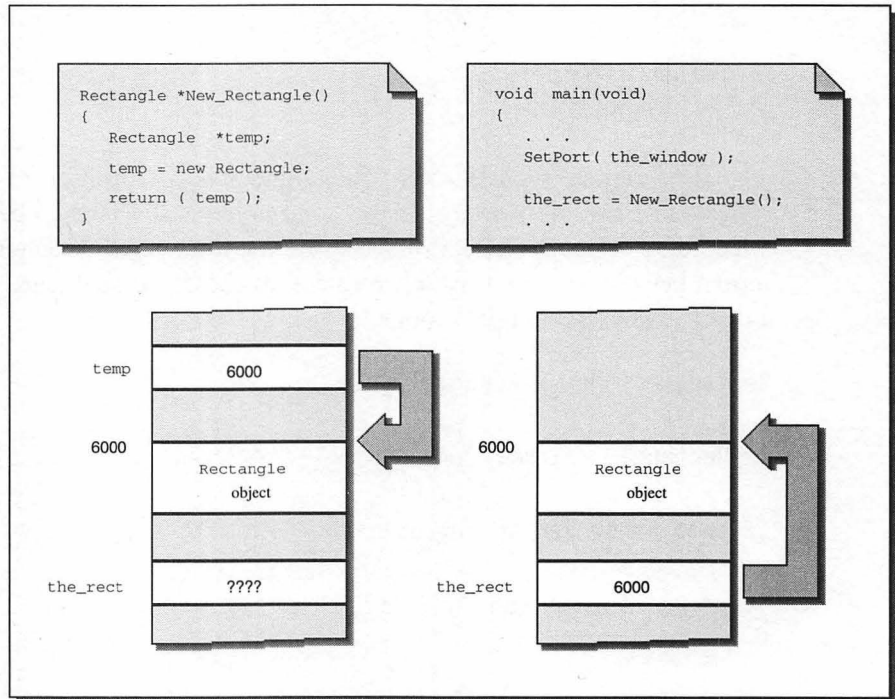 Rectangle *New_Rectangle()
{
Rectangle *temp;
temp = new Rectangle;
return ( temp );
}
void main(void)
{
. . .
SetPort( the_window );
the_rect = New_Rectangle();
. . .
temp
6000
6000
Rectangle
object
the_rect
????
6000
Rectangle
object
the_rect
6000